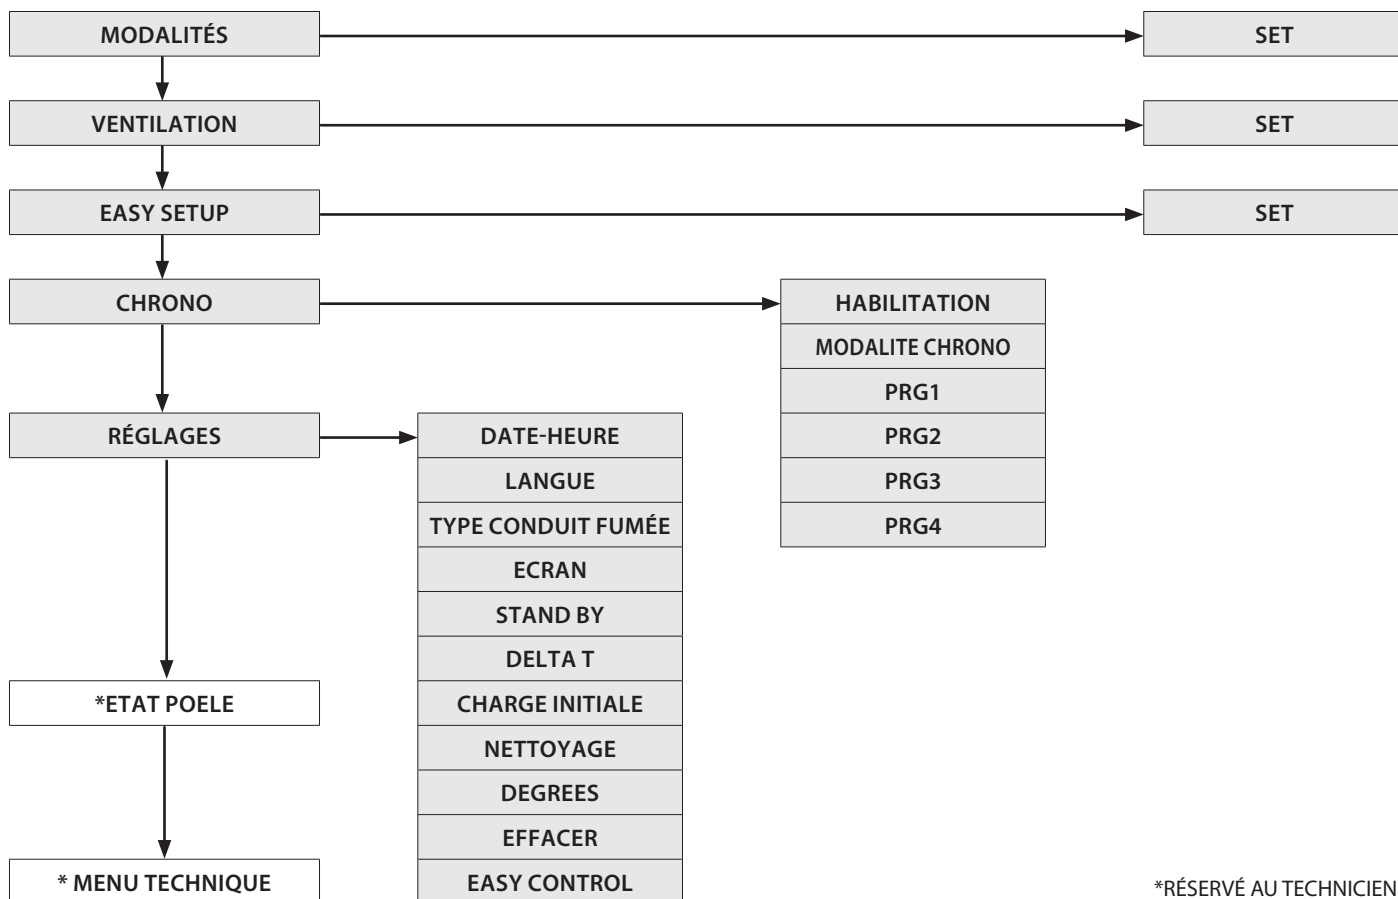 MODALITÉS
SET
VENTILATION
SET
EASY SETUP
SET
CHRONO
HABILITATION
MODALITE CHRONO
PRG1
PRG2
PRG3
PRG4
RÉGLAGES
DATE-HEURE
LANGUE
TYPE CONDUIT FUMÉE
ECRAN
STAND BY
DELTA T
CHARGE INITIALE
NETTOYAGE
DEGREES
EFFACER
EASY CONTROL
*ETAT POELE
* MENU TECHNIQUE
*RÉSERVÉ AU TECHNICIEN